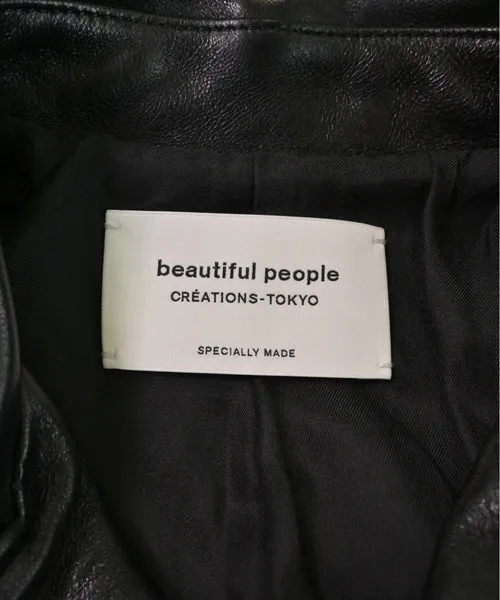 beautiful people
CRÉATIONS-TOKYO
SPECIALLY MADE